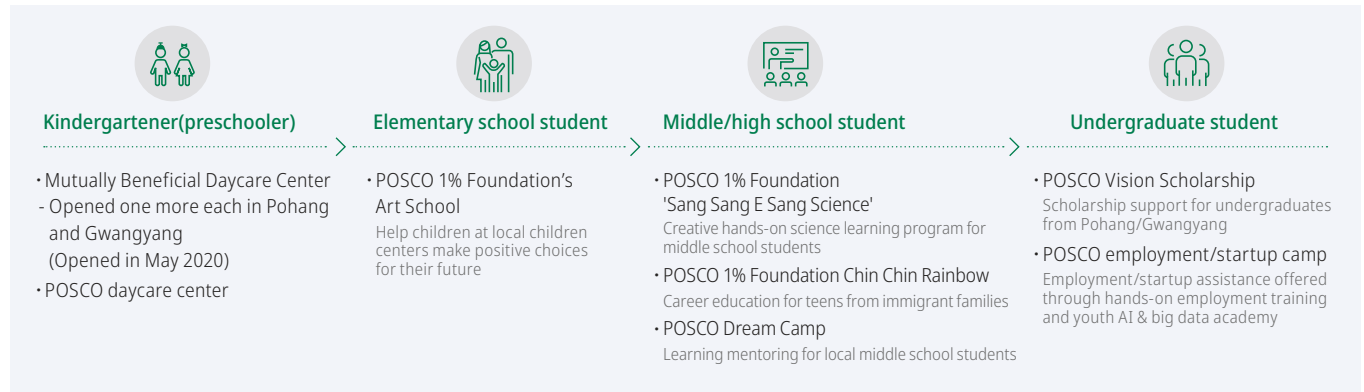 Kindergartener(preschooler)
· Mutually Beneficial Daycare Center
- Opened one more each in Pohang
and Gwangyang
(Opened in May 2020)
· POSCO daycare center
Elementary school student
· POSCO 1% Foundation's
Art School
Help children at local children
centers make positive choices
for their future
Middle/high school student
· POSCO 1% Foundation
'Sang Sang E Sang Science'
Creative hands-on science learning program for
middle school students
· POSCO 1% Foundation Chin Chin Rainbow
Career education for teens from immigrant families
· POSCO Dream Camp
Learning mentoring for local middle school students
Undergraduate student
· POSCO Vision Scholarship
Scholarship support for undergraduates
from Pohang/Gwangyang
· POSCO employment/startup camp
Employment/startup assistance offered
through hands-on employment training
and youth AI & big data academy